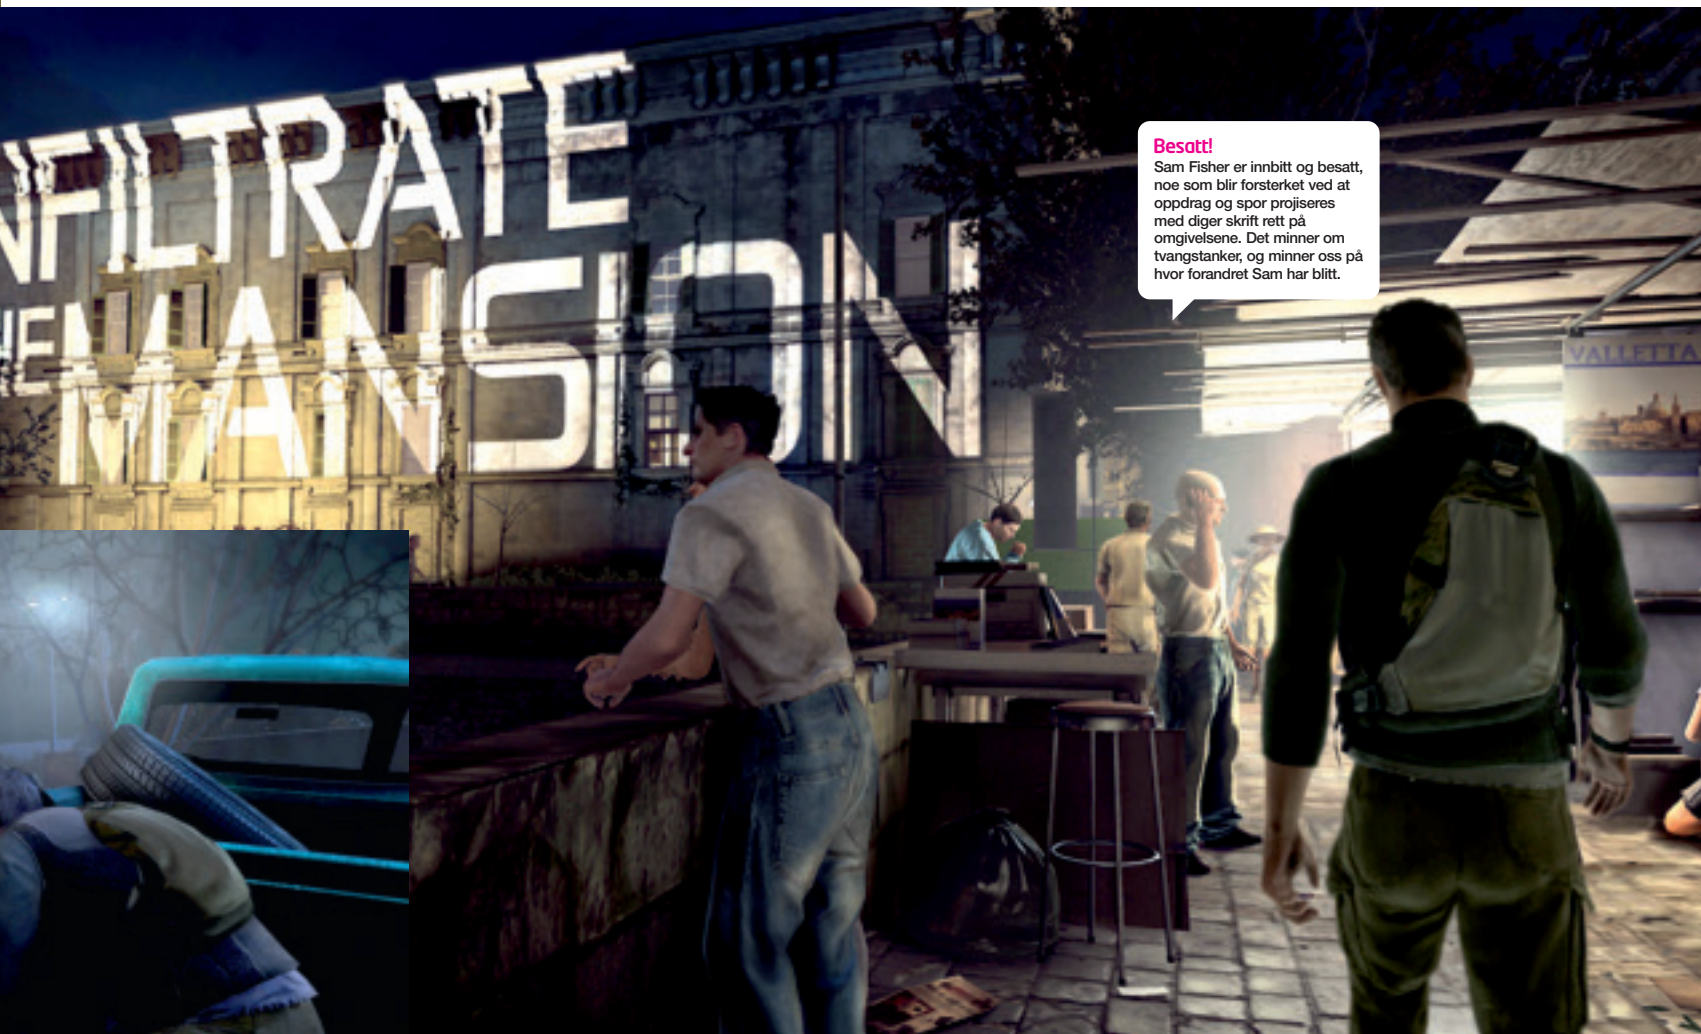 NFILTRATE
HE MANSION
Besatt!
Sam Fisher er innbitt og besatt,
noe som blir forsterket ved at
oppdrag og spor projiseres
med diger skrift rett på
omgivelsene. Det minner om
tvangstanker, og minner oss på
hvor forandret Sam har blitt.
VALLETTA